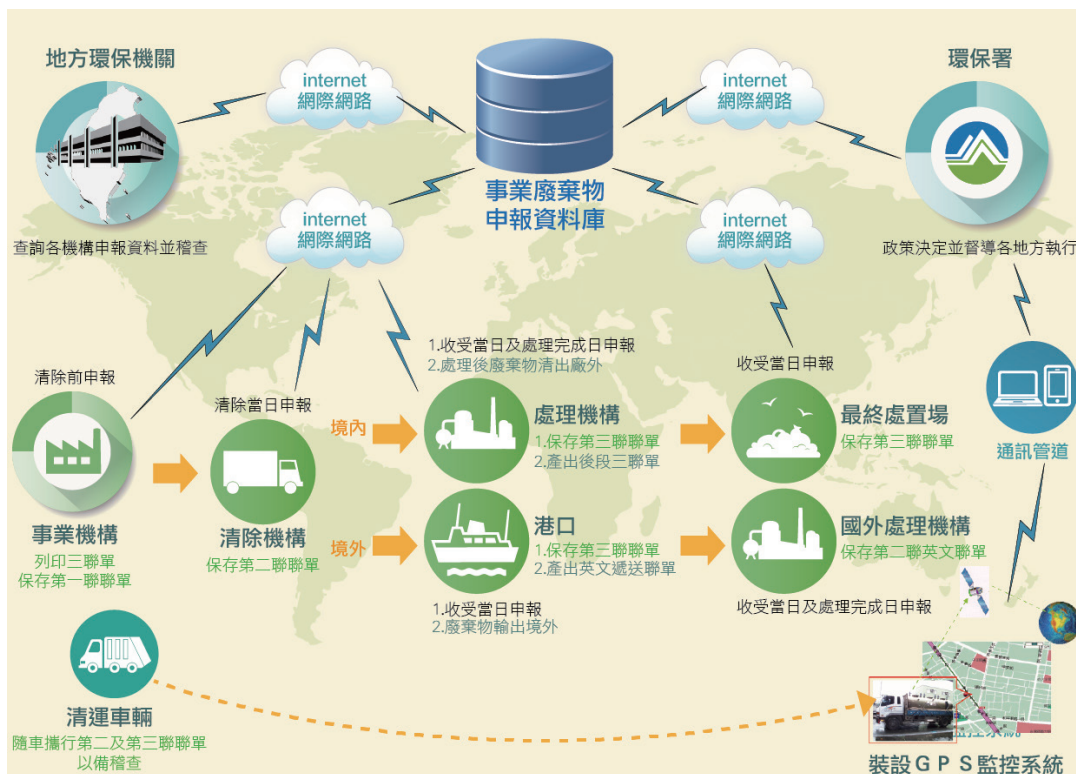 地方環保機關
internet
網際網路
internet
網際網路
環保署
事業廢棄物
申報資料庫
查詢各機構申報資料並稽查
internet
網際網路
internet
網際網路
政策決定並督導各地方執行
清除前申報
清除當日申報
1.收受當日及處理完成日申報
2.處理後廢棄物清出廠外
收受當日申報
境內
處理機構
1.保存第三聯聯單
2.產出後段三聯單
最終處置場
保存第三聯聯單
通訊管道
事業機構
列印三聯單
保存第一聯聯單
清除機構
保存第二聯聯單
境外
港口
1.保存第三聯聯單
2.產出英文遞送聯單
國外處理機構
保存第二聯英文聯單
1.收受當日申報
2.廢棄物輸出境外
收受當日及處理完成日申報
清運車輛
隨車攜行第二及第三聯聯單
以備稽查
裝設GPS監控系統